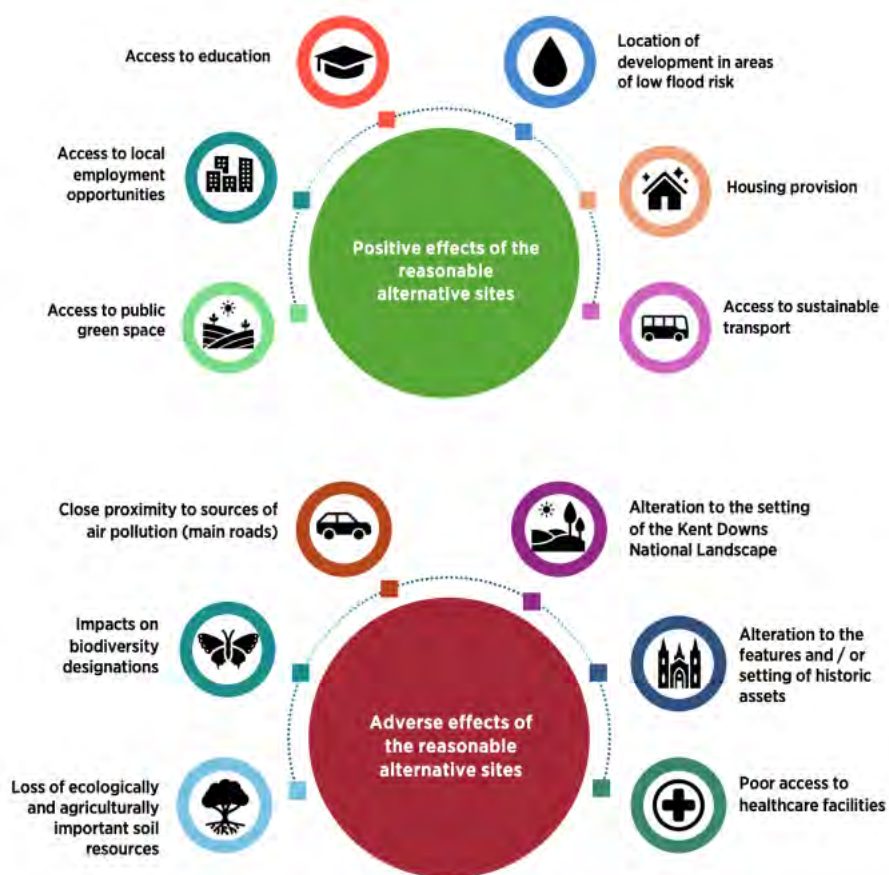 Access to education
Location of
development in areas
of low flood risk
Access to local
employment
opportunities
Housing provision
Positive effects of the
reasonable
alternative sites
Access to public
green space
Access to sustainable
transport
Close proximity to sources of
air pollution (main roads)
Alteration to the setting
of the Kent Downs
National Landscape
Impacts on
biodiversity
designations
Alteration to the
features and / or
setting of historic
assets
Adverse effects of
the reasonable
alternative sites
Loss of ecologically
and agriculturally
important soil
resources
Poor access to
healthcare facilities